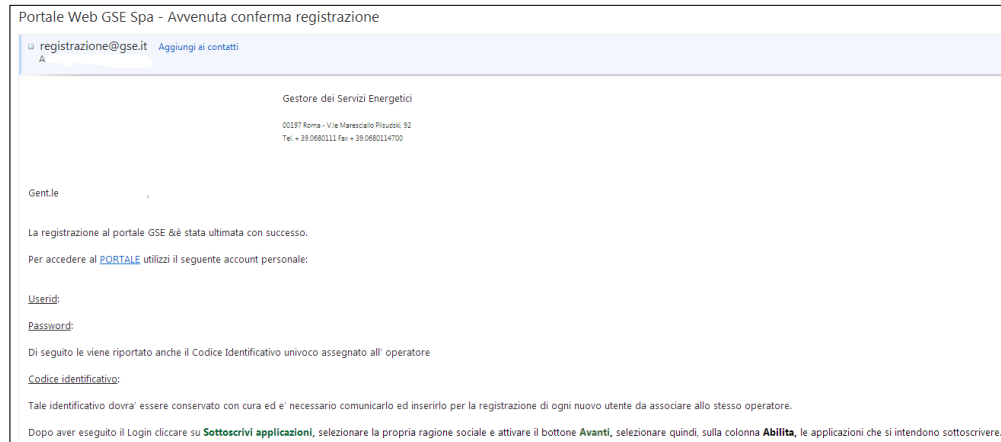 Portale Web GSE Spa - Avvenuta conferma registrazione
registrazione@gse.it Aggiungi ai contatti
A
Gestore dei Servizi Energetici
00197 Roma - V.le Maresciallo Pilsudski, 92
Tel. + 39.0680111 Fax + 39.0680114700
Gent.le ,
La registrazione al portale GSE &è stata ultimata con successo.
Per accedere al PORTALE utilizzi il seguente account personale:
Userid:
Password:
Di seguito le viene riportato anche il Codice Identificativo univoco assegnato all' operatore
Codice identificativo:
Tale identificativo dovra' essere conservato con cura ed e' necessario comunicarlo ed inserirlo per la registrazione di ogni nuovo utente da associare allo stesso operatore.
Dopo aver eseguito il Login cliccare su Sottoscrivi applicazioni, selezionare la propria ragione sociale e attivare il bottone Avanti, selezionare quindi, sulla colonna Abilita, le applicazioni che si intendono sottoscrivere